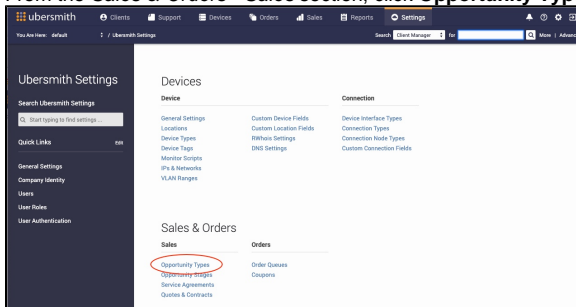 From the Sales & Orders - Sales section, click Opportunity Typ
ubersmith Clients Support Devices Orders Sales Reports Settings
You Are Here: default / Ubersmith Settings Search Client Manager for More | Advanc
Ubersmith Settings
Search Ubersmith Settings
Start typing to find settings ...
Quick Links Edit
General Settings
Company Identity
Users
User Roles
User Authentication
Devices
Device Connection
General Settings Custom Device Fields Device Interface Types
Locations Custom Location Fields Connection Types
Device Types RWhois Settings Connection Node Types
Device Tags DNS Settings Custom Connection Fields
Monitor Scripts
IPs & Networks
VLAN Ranges
Sales & Orders
Sales Orders
Opportunity Types Order Queues
Opportunity Stages Coupons
Service Agreements
Quotes & Contracts